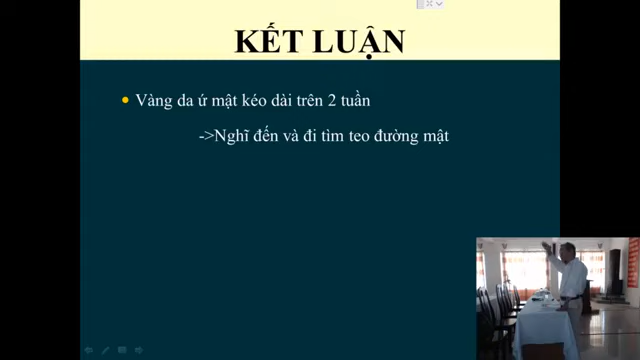 KẾT LUẬN
Vàng da ứ mật kéo dài trên 2 tuần
->Nghĩ đến và đi tìm teo đường mật